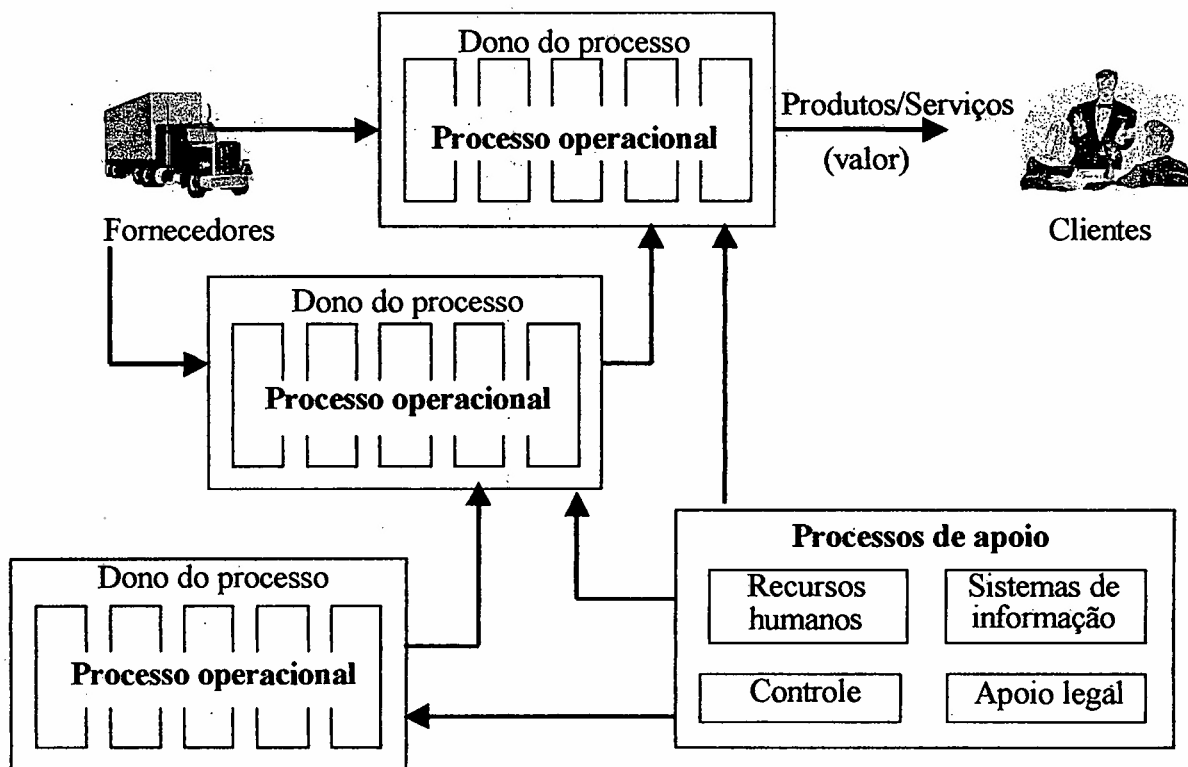 Dono do processo
Processo operacional
Produtos/Serviços
(valor)
Fornecedores
Clientes
Dono do processo
Processo operacional
Dono do processo
Processo operacional
Processos de apoio
Recursos
humanos
Sistemas de
informação
Controle
Apoio legal